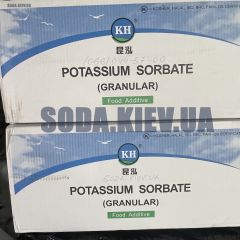 KH
昆泓
POTASSIUM SORBATE
(GRANULAR)
Food Additive
SODA.KIEV.UA
KH
昆泓
POTASSIUM SORBATE
(GRANULAR)
Food Additive